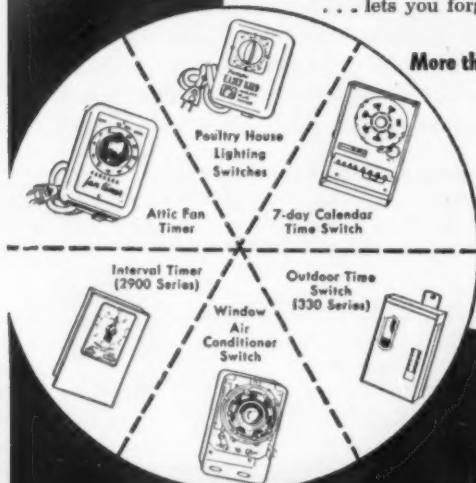 ... lets you forg
More th
Poultry House
Lighting
Switches
Attic Fan
Timer
7-day Calendar
Time Switch
Interval Timer
(2900 Series)
Window
Air
Conditioner
Switch
Outdoor Time
Switch
(330 Series)